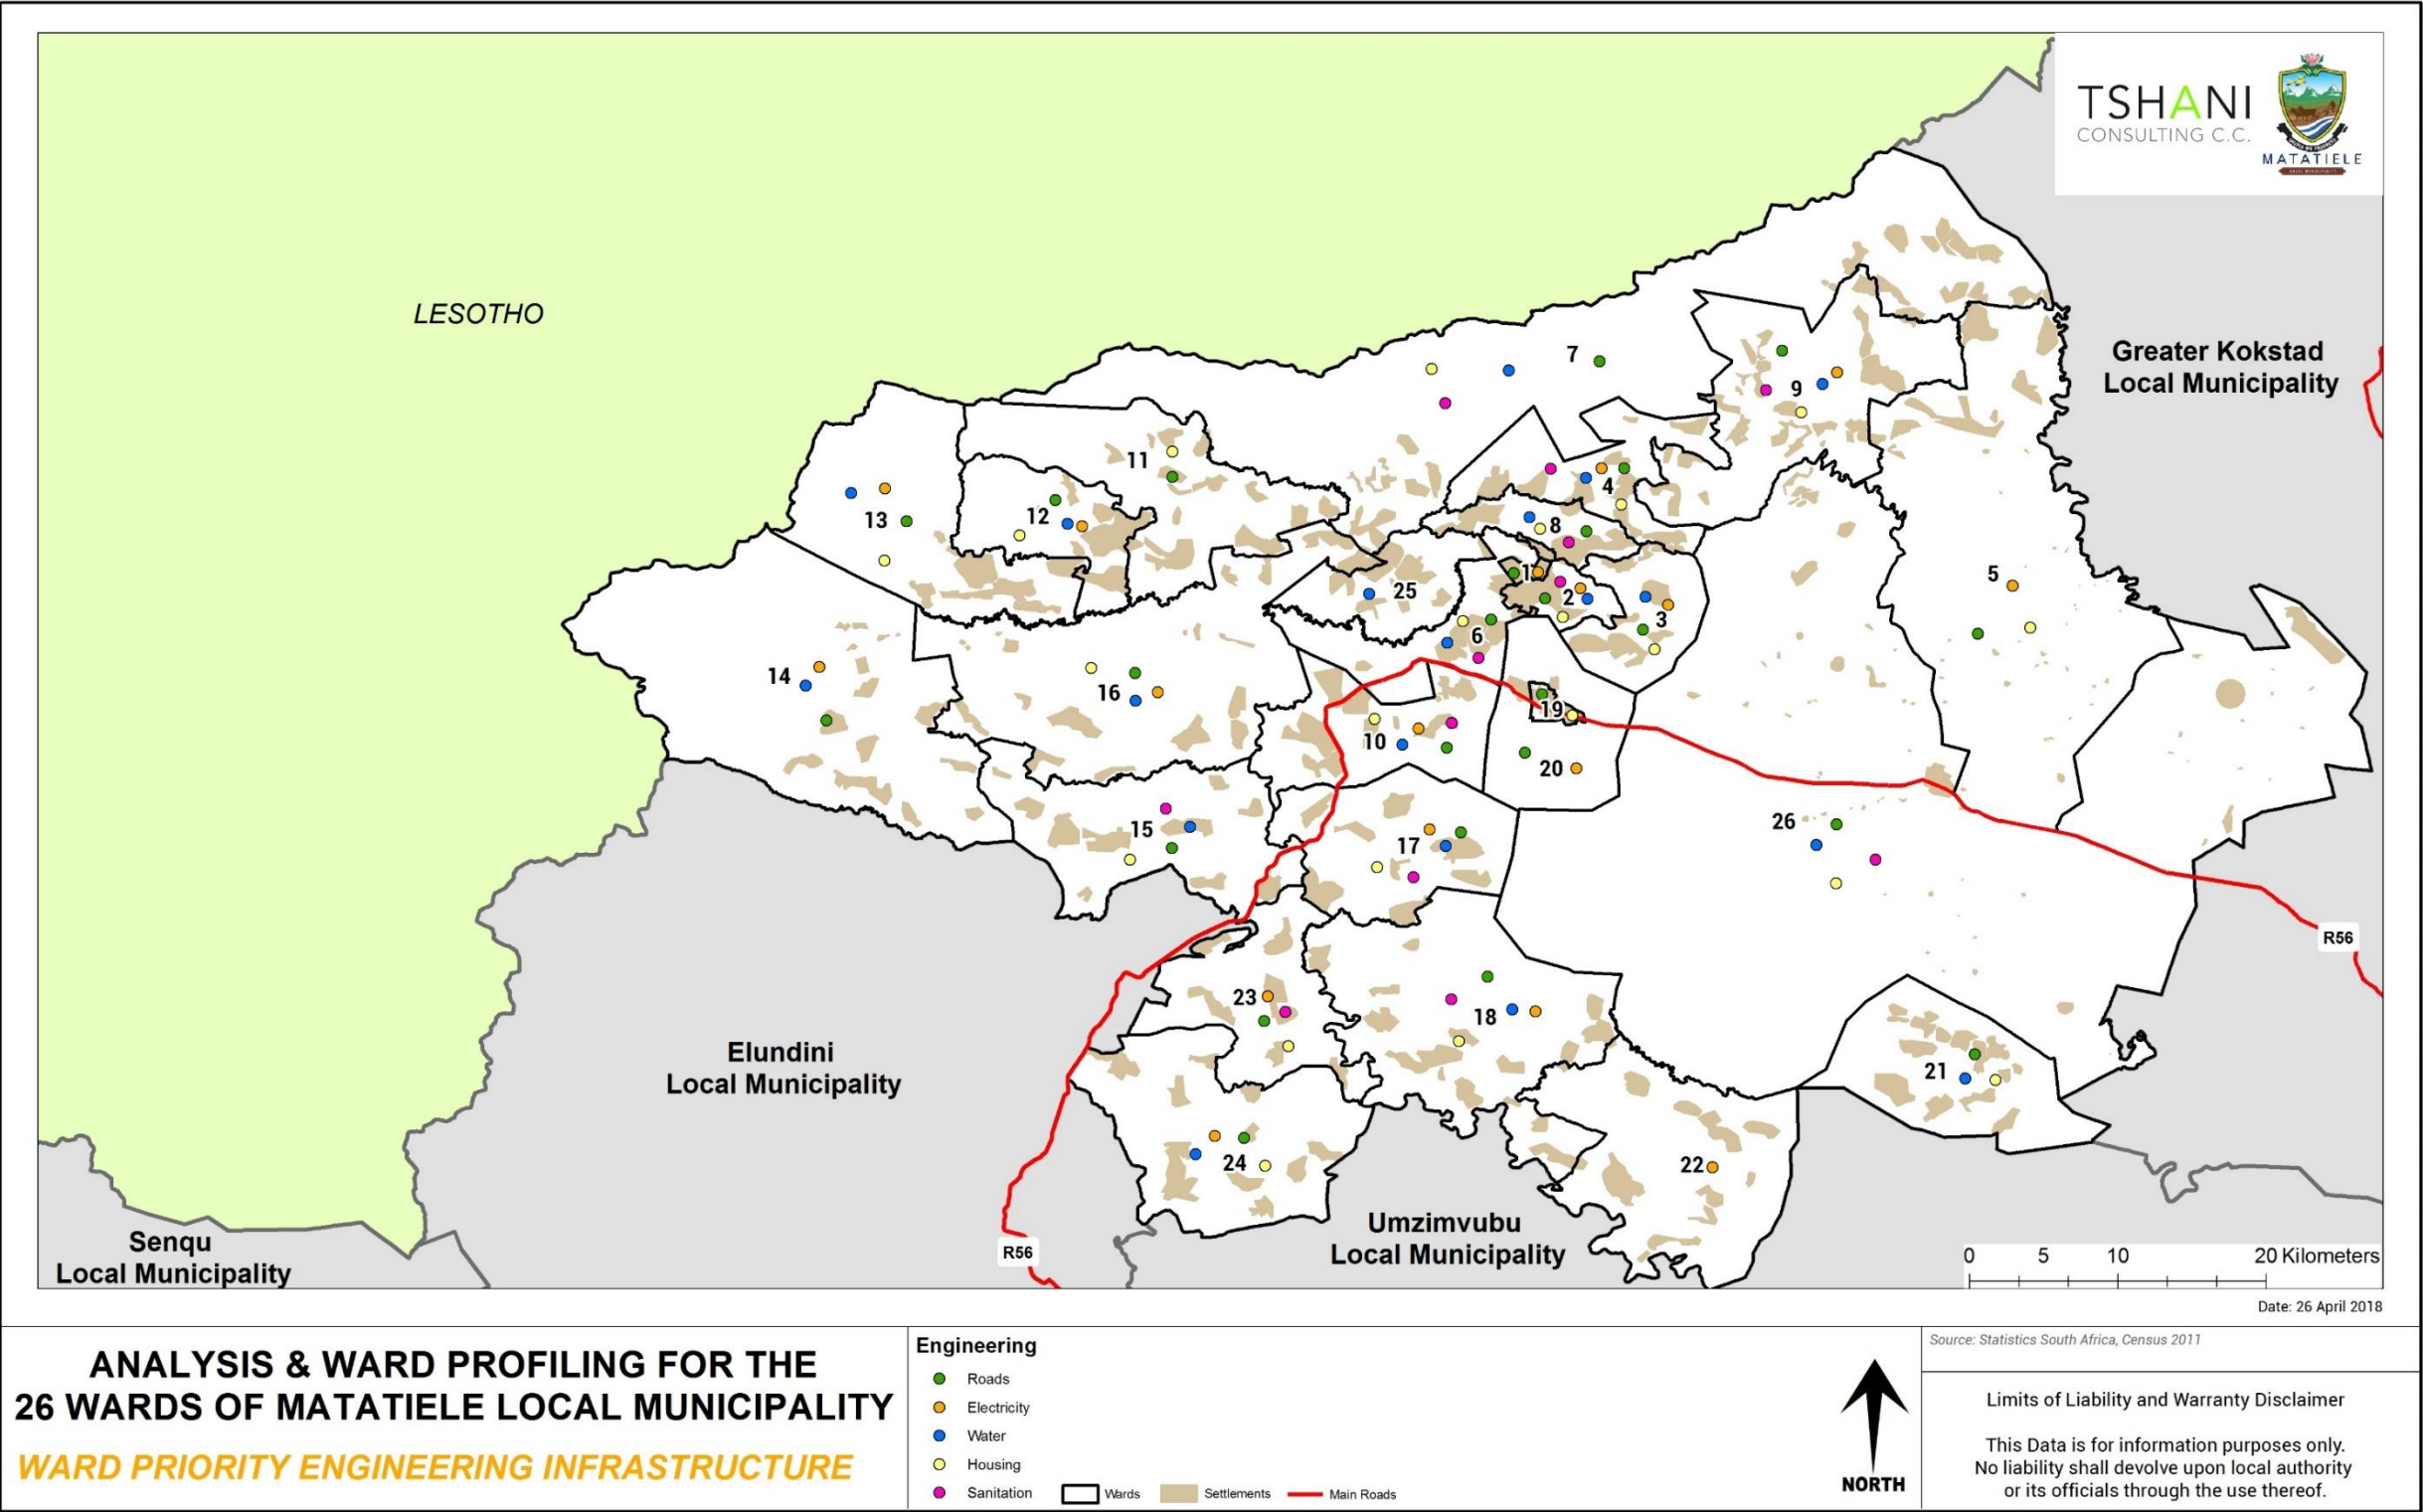 TSHANI
CONSULTING C.C.
MATATIELE
LESOTHO
Greater Kokstad
Local Municipality
7
9
11
4
13
12
8
1
25
2
5
3
6
14
16
19
10
20
15
26
17
R56
23
18
Elundini
Local Municipality
21
24
22
Umzimvubu
Local Municipality
Senqu
Local Municipality
R56
0 5 10 20 Kilometers
Date: 26 April 2018
ANALYSIS & WARD PROFILING FOR THE
26 WARDS OF MATATIELE LOCAL MUNICIPALITY
WARD PRIORITY ENGINEERING INFRASTRUCTURE
Engineering
Roads
Electricity
Water
Housing
Sanitation
Wards
Settlements
Main Roads
NORTH
Source: Statistics South Africa, Census 2011
Limits of Liability and Warranty Disclaimer
This Data is for information purposes only.
No liability shall devolve upon local authority
or its officials through the use thereof.